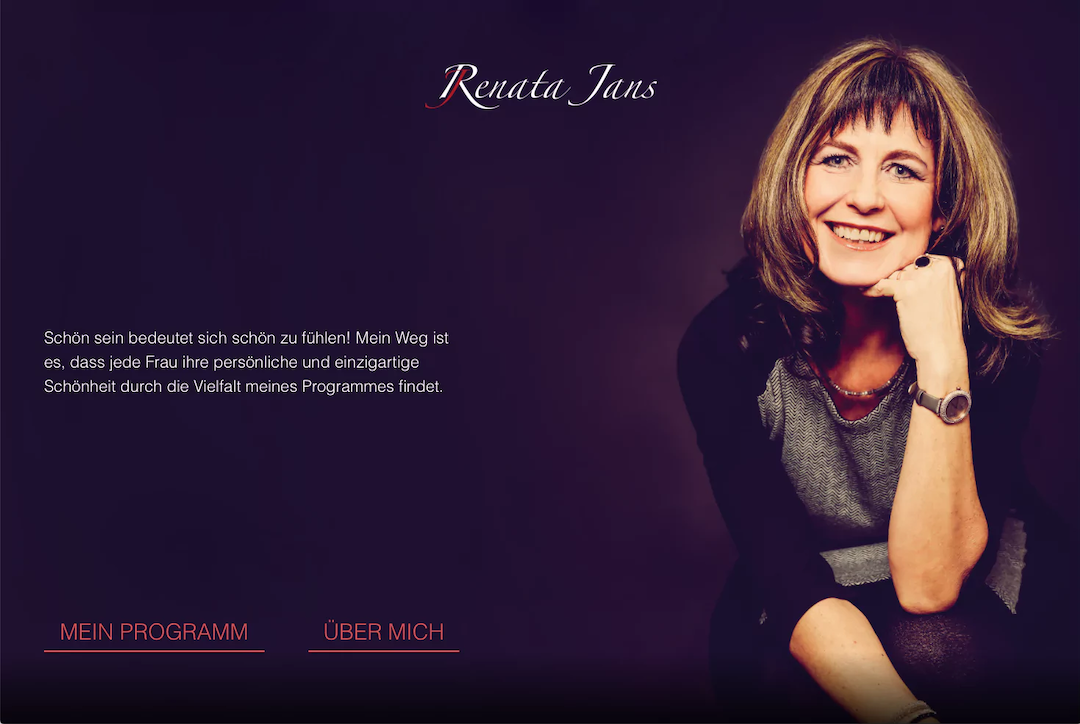 Renata Jans
Schön sein bedeutet sich schön zu fühlen! Mein Weg ist
es, dass jede Frau ihre persönliche und einzigartige
Schönheit durch die Vielfalt meines Programmes findet.
MEIN PROGRAMM
ÜBER MICH